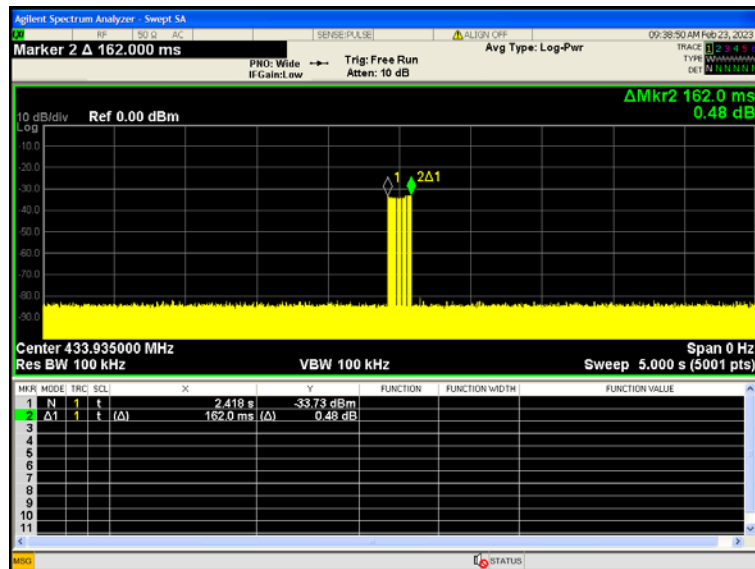 Agilent Spectrum Analyzer - Swept SA
RF 50 Ω AC SENSE:PULSE ALIGN OFF 09:38:50 AM Feb 23, 2023
Marker 2 Δ 162.000 ms
Avg Type: Log-Pwr
TRACE 1 2 3 4 5
TYPE W
DET N N N N N
PNO: Wide
IFGain:Low
Trig: Free Run
Atten: 10 dB
ΔMkr2 162.0 ms
0.48 dB
10 dB/div
Log
Ref 0.00 dBm
-10.0
-20.0
-30.0
-40.0
-50.0
-60.0
-70.0
-80.0
-90.0
1
2Δ1
Center 433.935000 MHz Span 0 Hz
Res BW 100 kHz VBW 100 kHz Sweep 5.000 s (5001 pts)
MKR MODE TRC SCL X Y FUNCTION FUNCTION WIDTH FUNCTION VALUE
1 N 1 t 2.418 s -33.73 dBm
2 Δ1 1 t (Δ) 162.0 ms (Δ) 0.48 dB
3
4
5
6
7
8
9
10
11
MSG STATUS